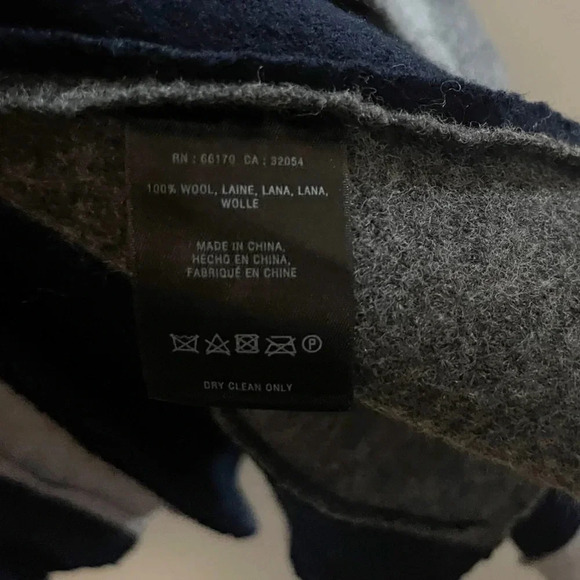 RN : 66170 CA : 32054
100% WOOL, LAINE, LANA, LANA,
WOLLE
MADE IN CHINA,
HECHO EN CHINA,
FABRIQUÉ EN CHINE
P
DRY CLEAN ONLY